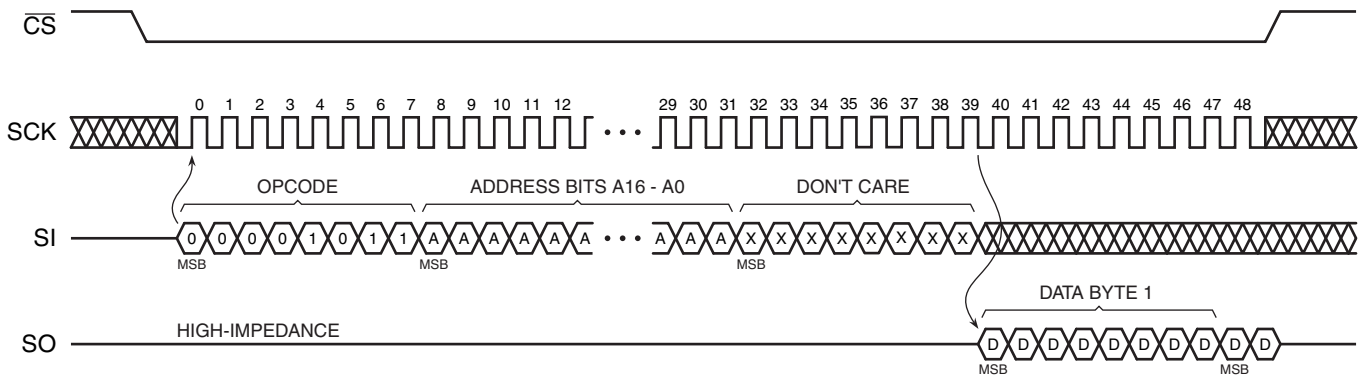 CS
0 1 2 3 4 5 6 7 8 9 10 11 12 29 30 31 32 33 34 35 36 37 38 39 40 41 42 43 44 45 46 47 48
SCK • • •
OPCODE ADDRESS BITS A16 - A0 DON'T CARE
SI 0 0 0 0 1 0 1 1 A A A A A A • • • A A A X X X X X X X X
MSB MSB MSB
DATA BYTE 1
HIGH-IMPEDANCE
SO D D D D D D D D D D
MSB MSB